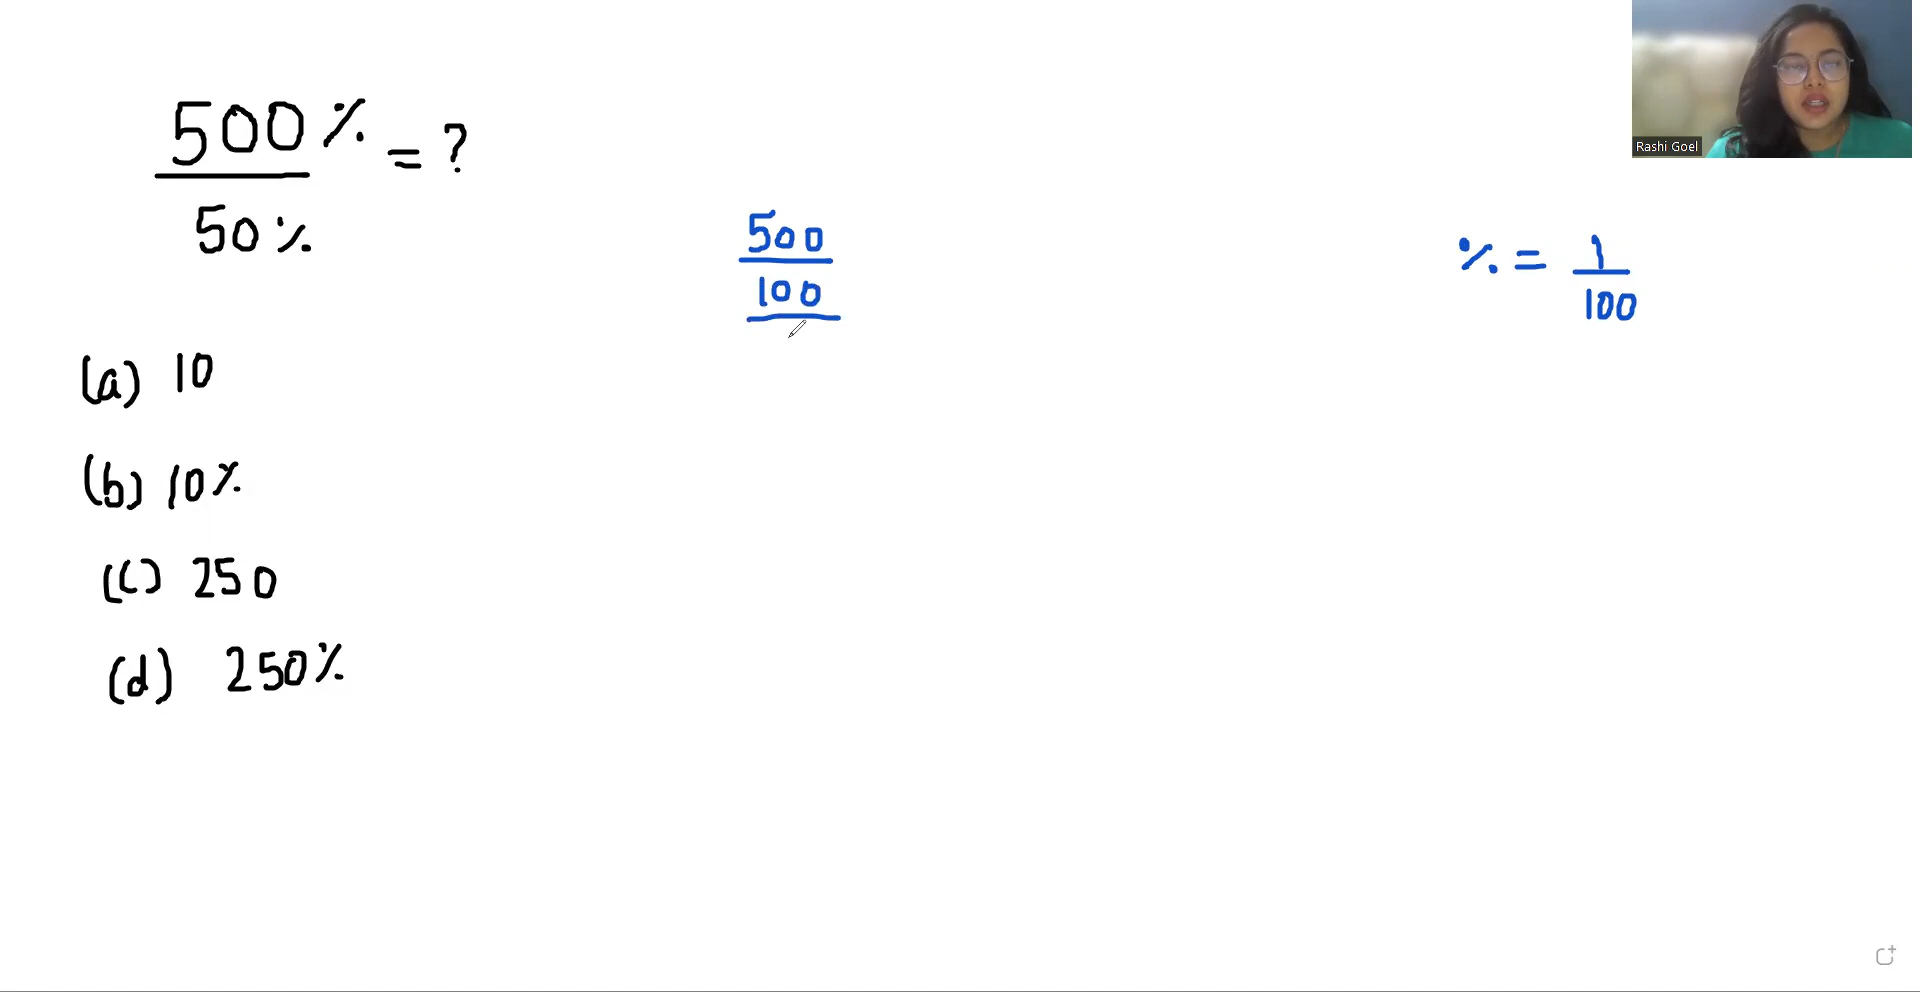 500% = ?
50%
(a) 10
(b) 10%
(c) 250
(d) 250%
500
100
% = 1
100
Rashi Goel